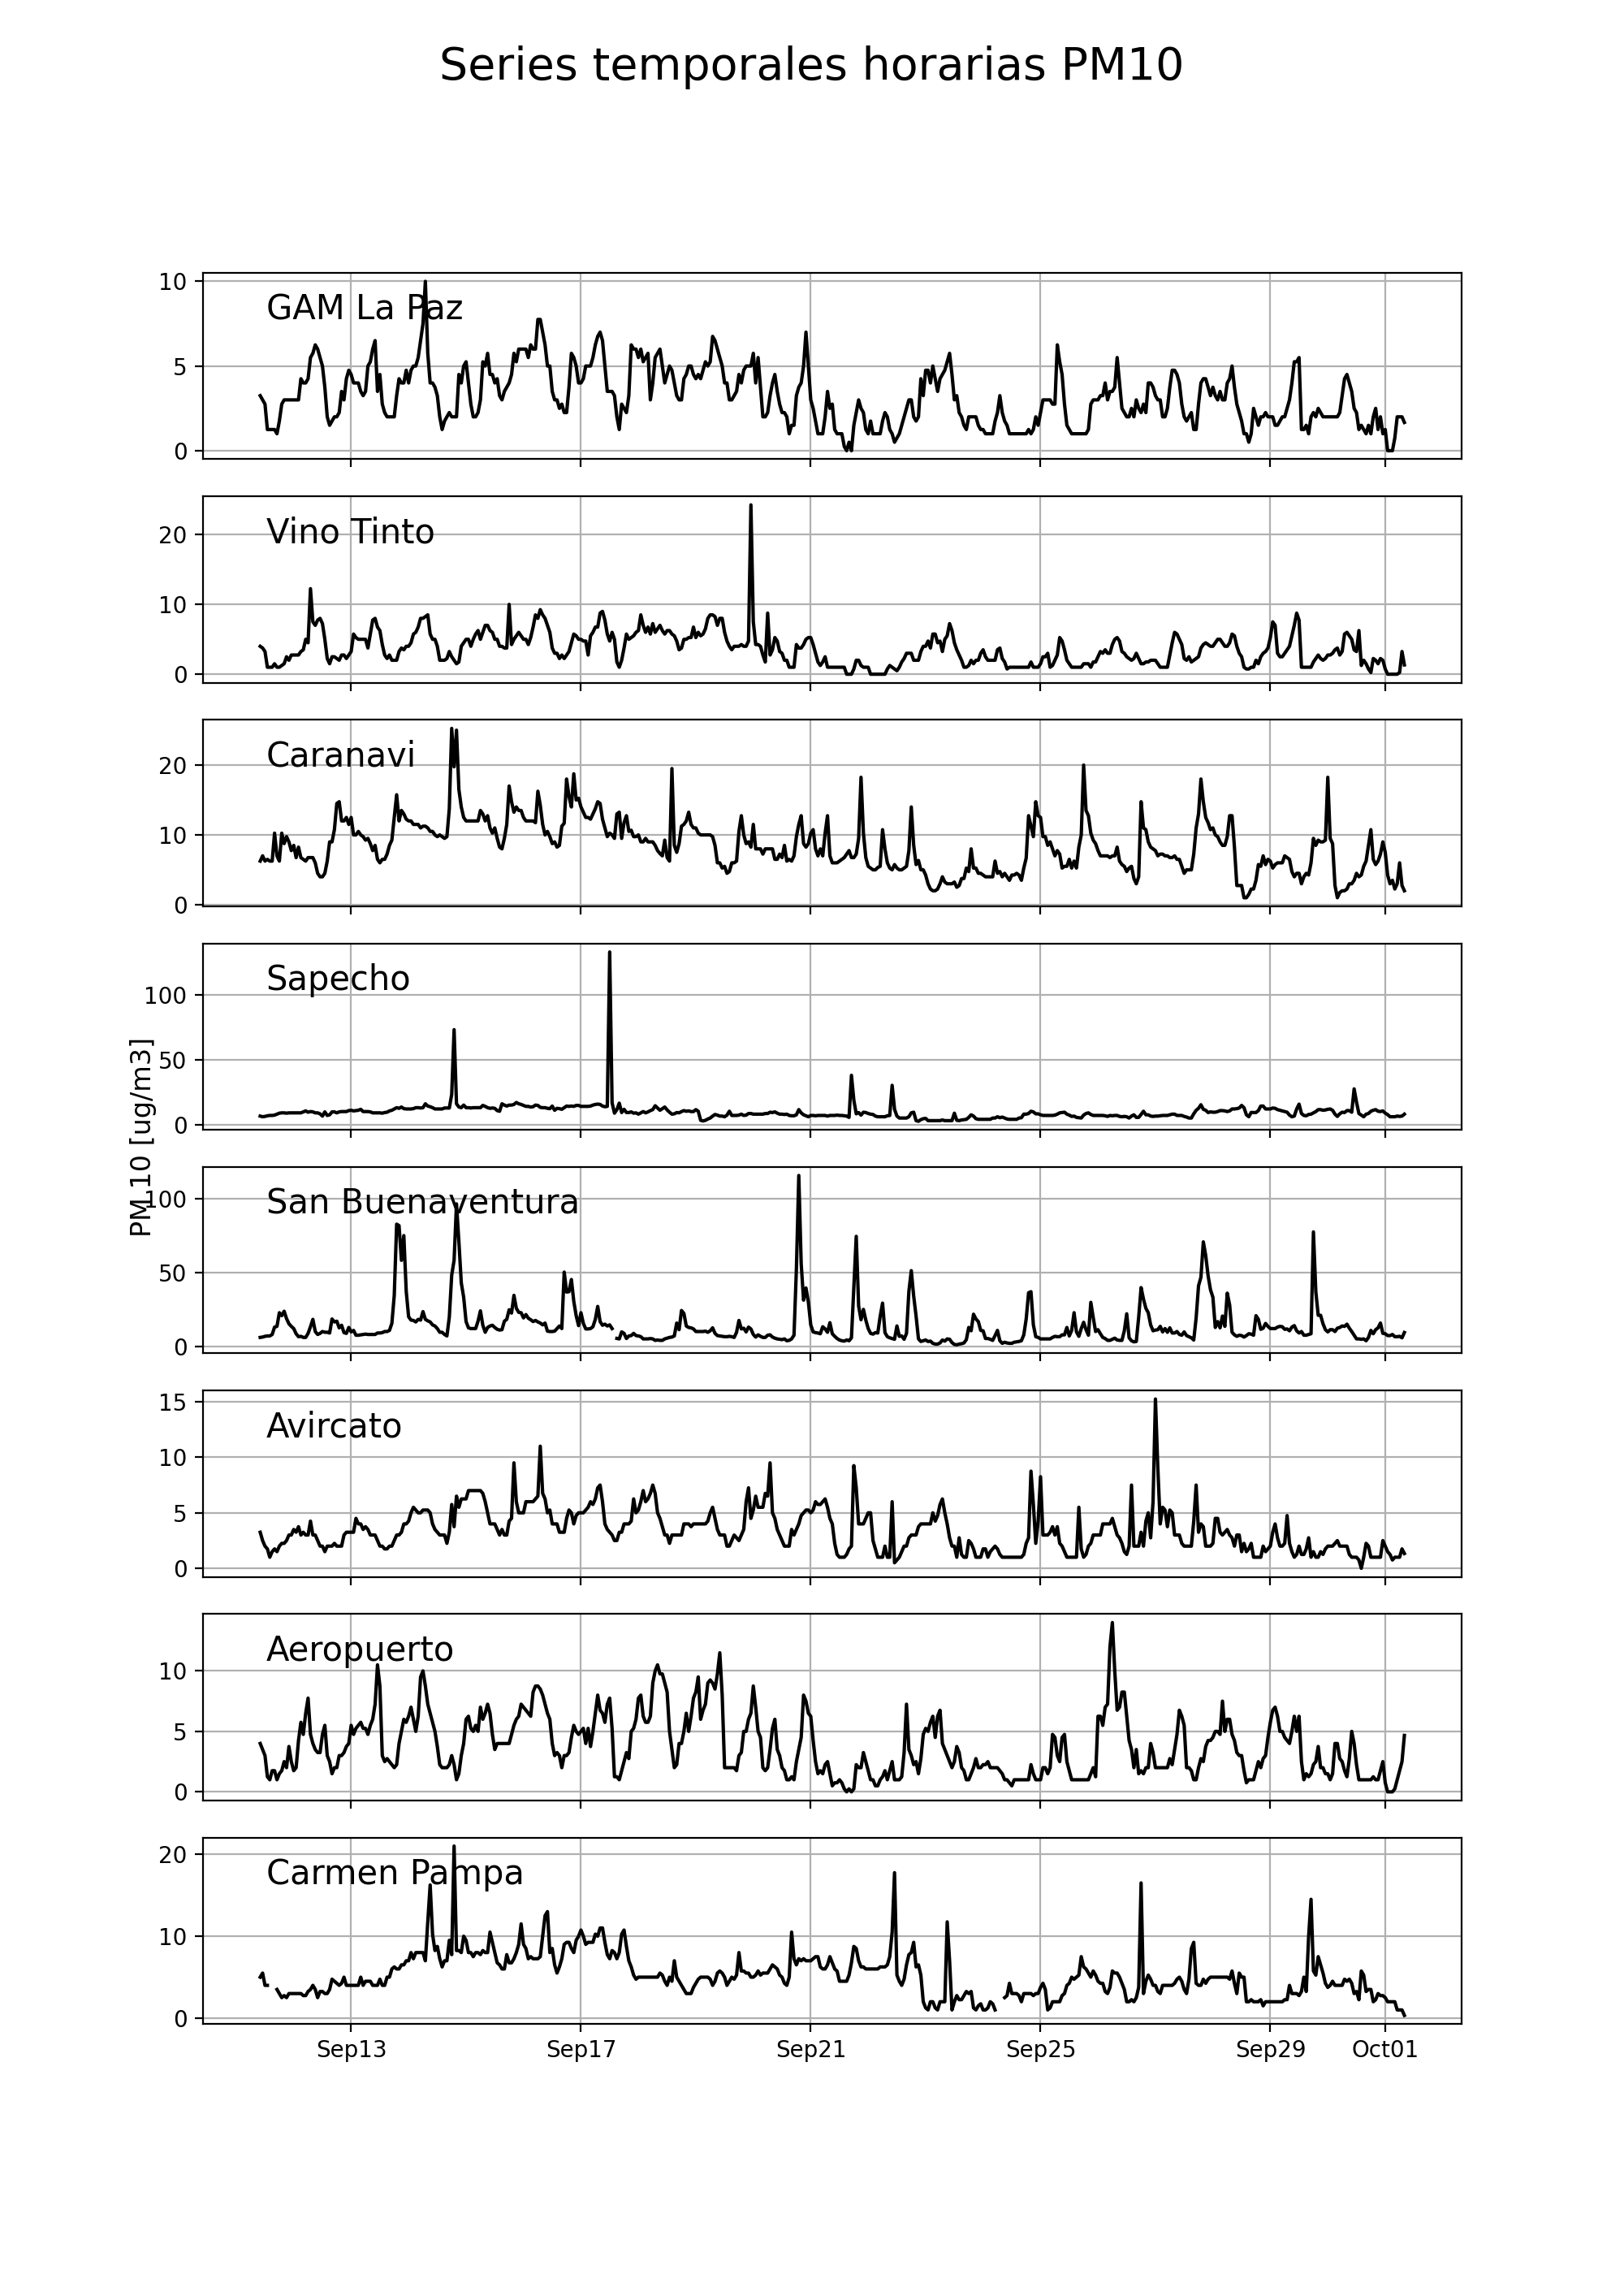 Series temporales horarias PM10
PM 10 [ug/m3]
GAM La Paz
10
5
0
Vino Tinto
20
10
0
Caranavi
20
10
0
Sapecho
100
50
0
San Buenaventura
100
50
0
Avircato
15
10
5
0
Aeropuerto
10
5
0
Carmen Pampa
20
10
0
Sep13 Sep17 Sep21 Sep25 Sep29 Oct01